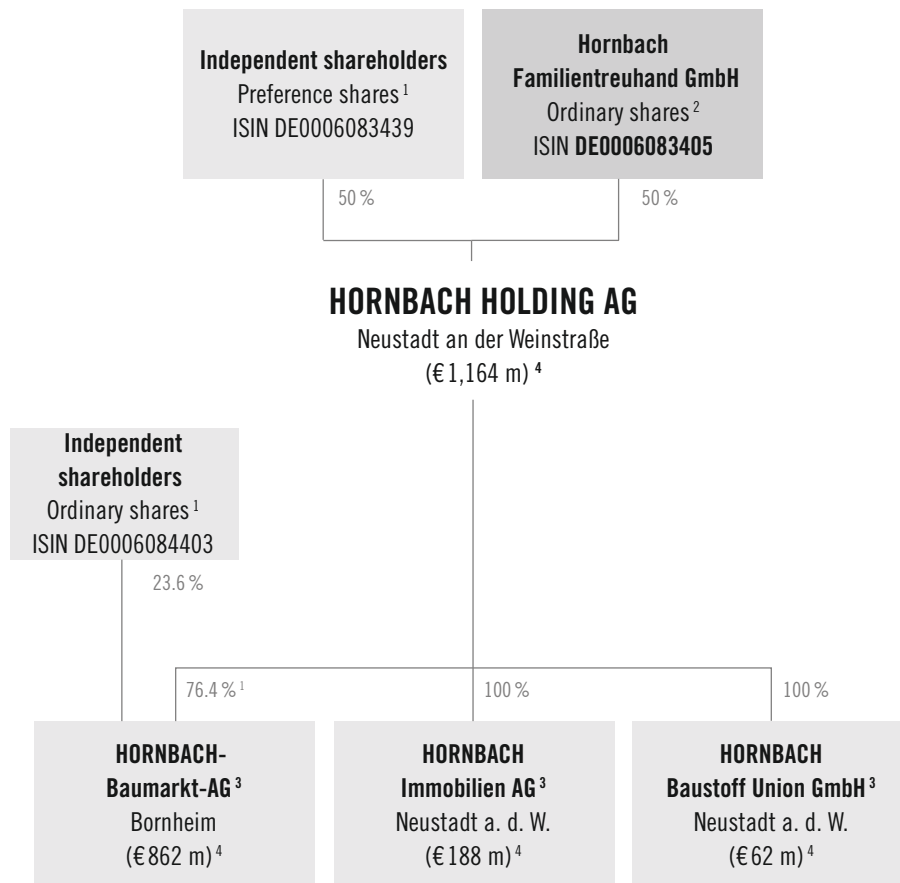 Independent shareholders
Preference shares ¹
ISIN DE0006083439
Hornbach
Familientreuhand GmbH
Ordinary shares ²
ISIN DE0006083405
50 %
50 %
HORNBACH HOLDING AG
Neustadt an der Weinstraße
(€ 1,164 m) ⁴
Independent
shareholders
Ordinary shares ¹
ISIN DE0006084403
23.6 %
76.4 % ¹
100 %
100 %
HORNBACH-
Baumarkt-AG ³
Bornheim
(€ 862 m) ⁴
HORNBACH
Immobilien AG ³
Neustadt a. d. W.
(€ 188 m) ⁴
HORNBACH
Baustoff Union GmbH ³
Neustadt a. d. W.
(€ 62 m) ⁴